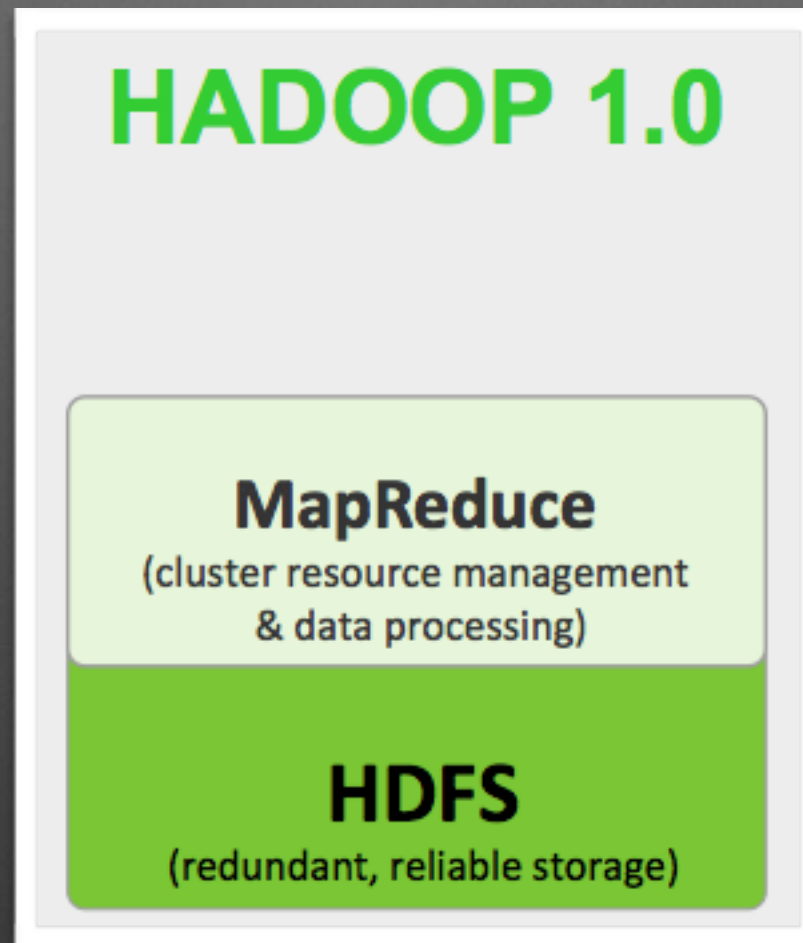 HADOOP 1.0
MapReduce
(cluster resource management
& data processing)
HDFS
(redundant, reliable storage)